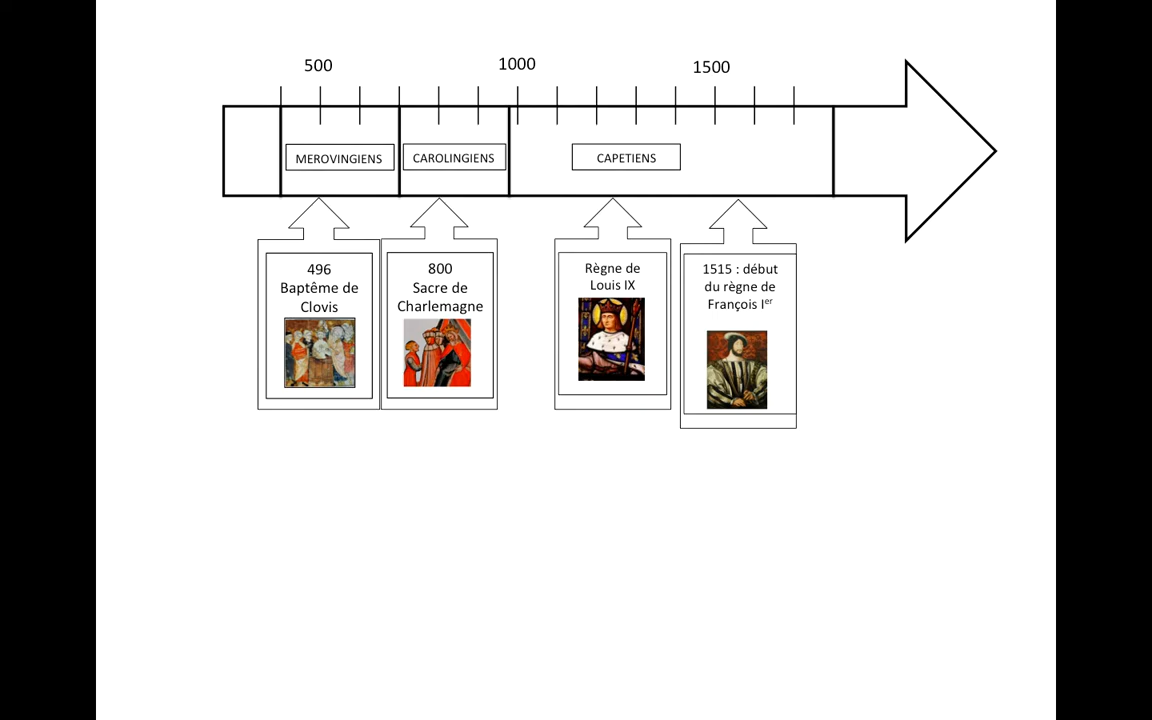 500
1000
1500
MEROVINGIENS
CAROLINGIENS
CAPETIENS
496
Baptême de
Clovis
800
Sacre de
Charlemagne
Règne de
Louis IX
1515 : début
du règne de
François Ier